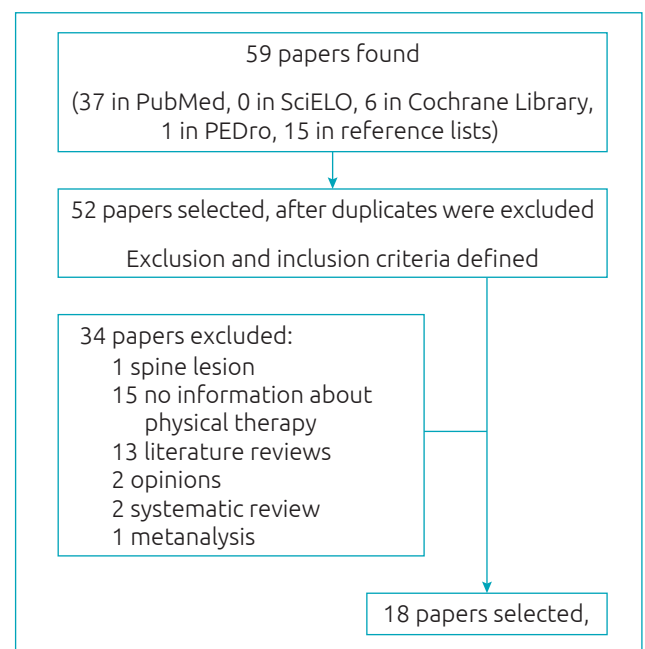 59 papers found
(37 in PubMed, 0 in SciELO, 6 in Cochrane Library,
1 in PEDro, 15 in reference lists)
52 papers selected, after duplicates were excluded
Exclusion and inclusion criteria defined
34 papers excluded:
1 spine lesion
15 no information about
physical therapy
13 literature reviews
2 opinions
2 systematic review
1 metanalysis
18 papers selected,